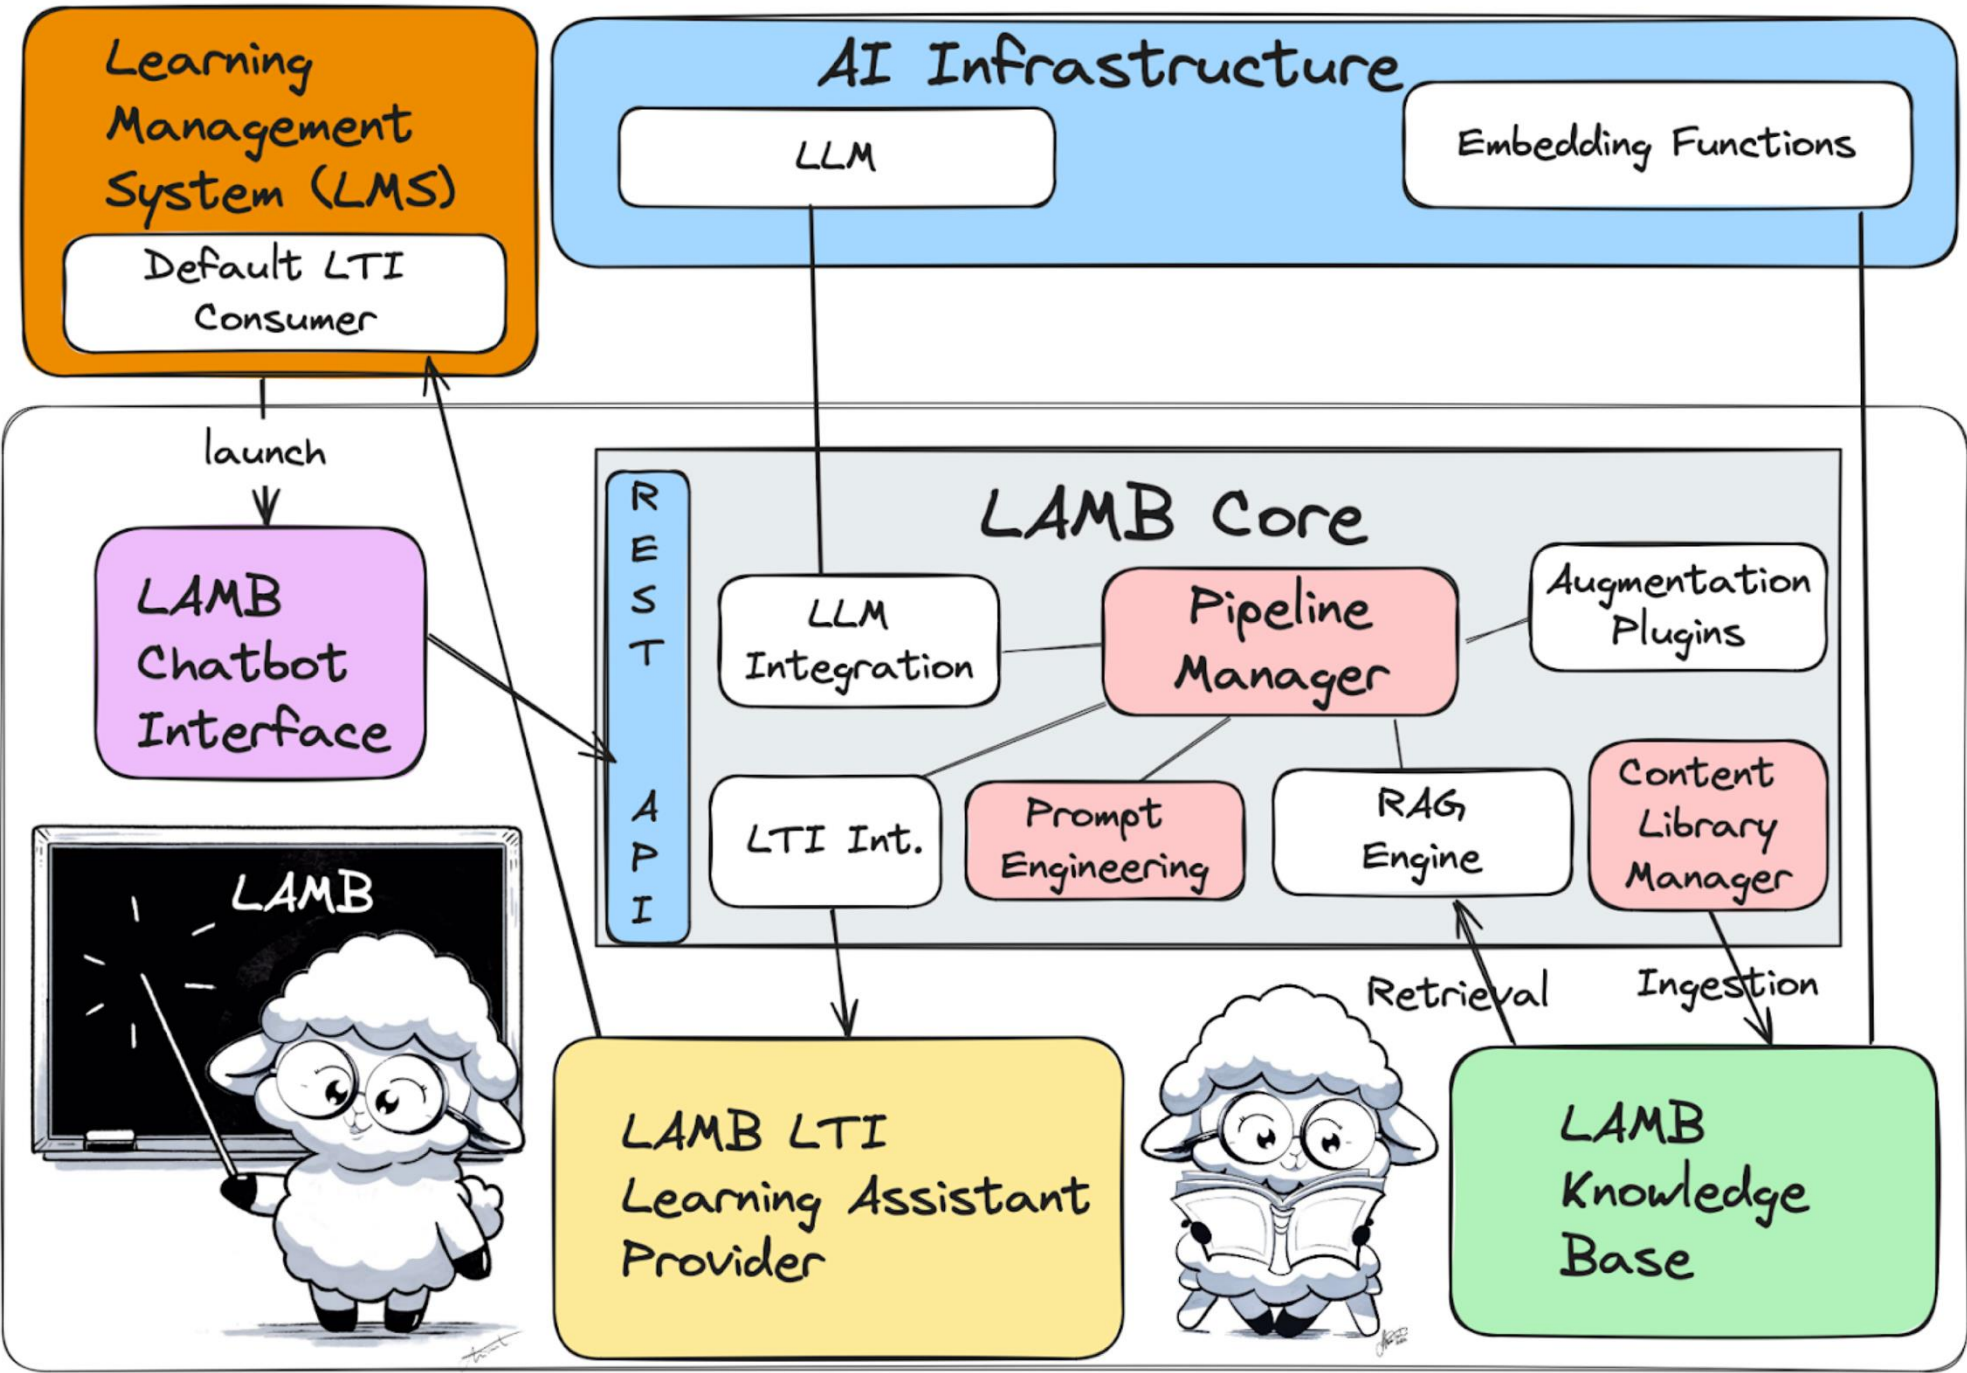 Learning
Management
System (LMS)
Default LTI
Consumer
AI Infrastructure
LLM
Embedding Functions
launch
LAMB
Chatbot
Interface
REST API
LAMB Core
LLM
Integration
Pipeline
Manager
Augmentation
Plugins
LTI Int.
Prompt
Engineering
RAG
Engine
Content
Library
Manager
Retrieval
Ingestion
LAMB
LAMB LTI
Learning Assistant
Provider
LAMB
Knowledge
Base